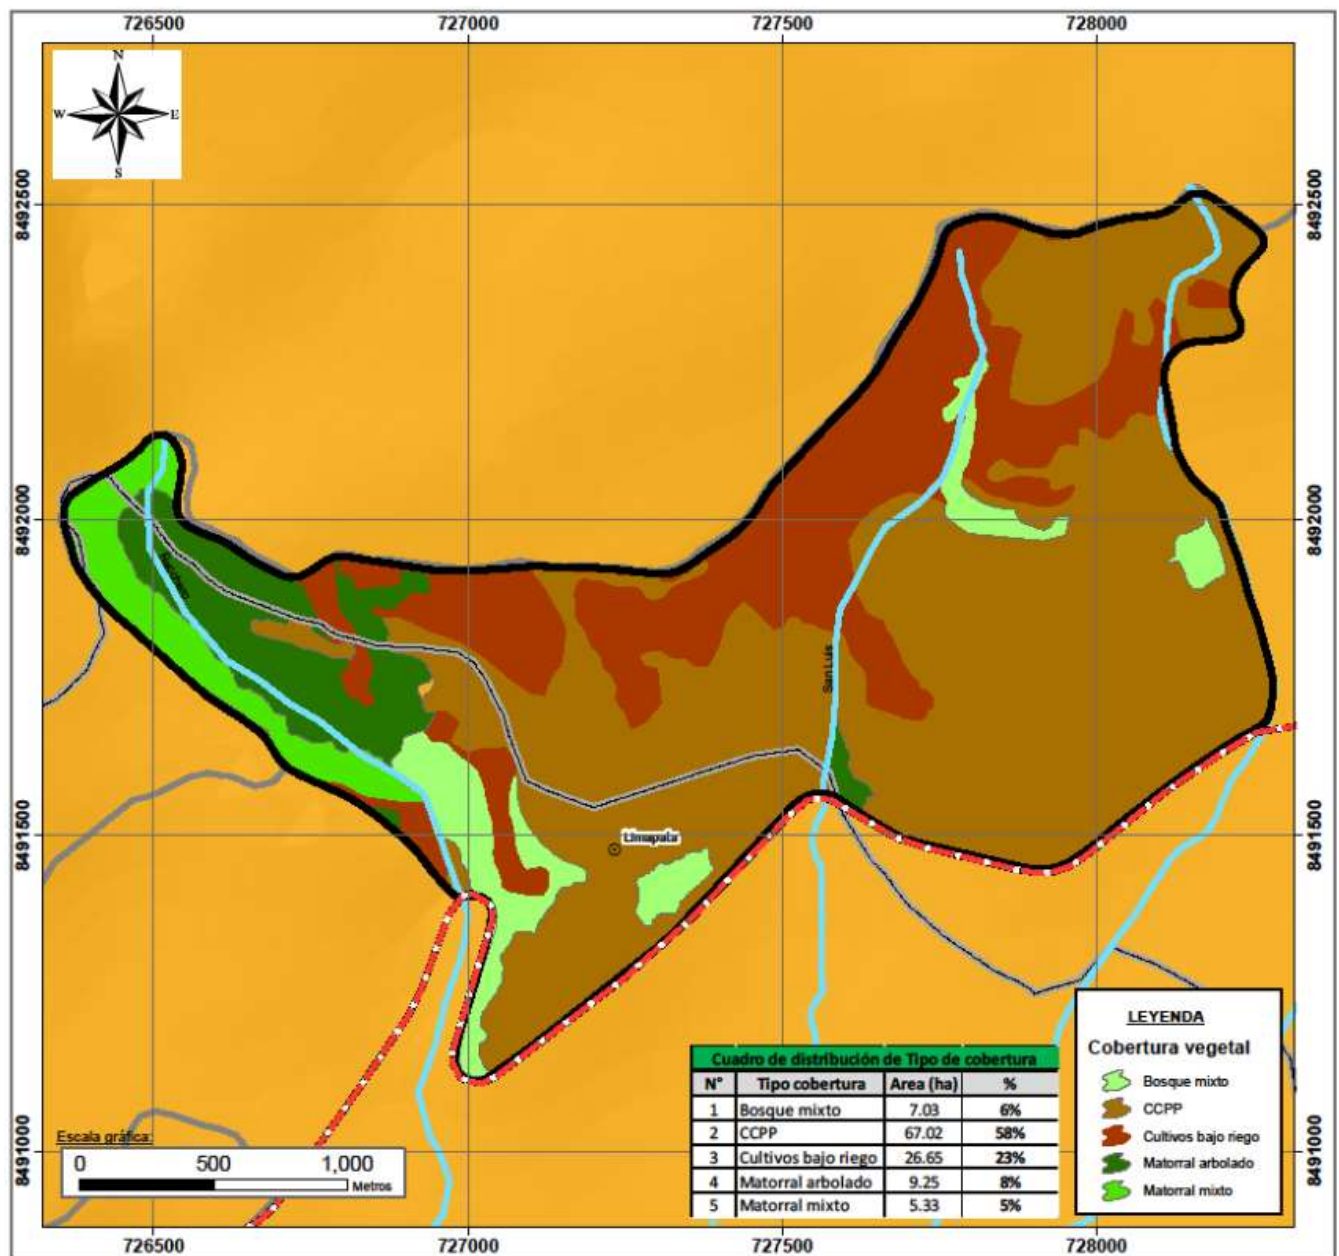 726500 727000 727500 728000
N
W E
S
8492500 8492500
8492000 8492000
San Luis
8491500 8491500
Limapata
LEYENDA
Cobertura vegetal
Bosque mixto
CCPP
Cultivos bajo riego
Matorral arbolado
Matorral mixto
Cuadro de distribución de Tipo de cobertura
N° Tipo cobertura Area (ha) %
1 Bosque mixto 7.03 6%
2 CCPP 67.02 58%
3 Cultivos bajo riego 26.65 23%
4 Matorral arbolado 9.25 8%
5 Matorral mixto 5.33 5%
Escala gráfica:
0 500 1,000
Metros
8491000 8491000
726500 727000 727500 728000